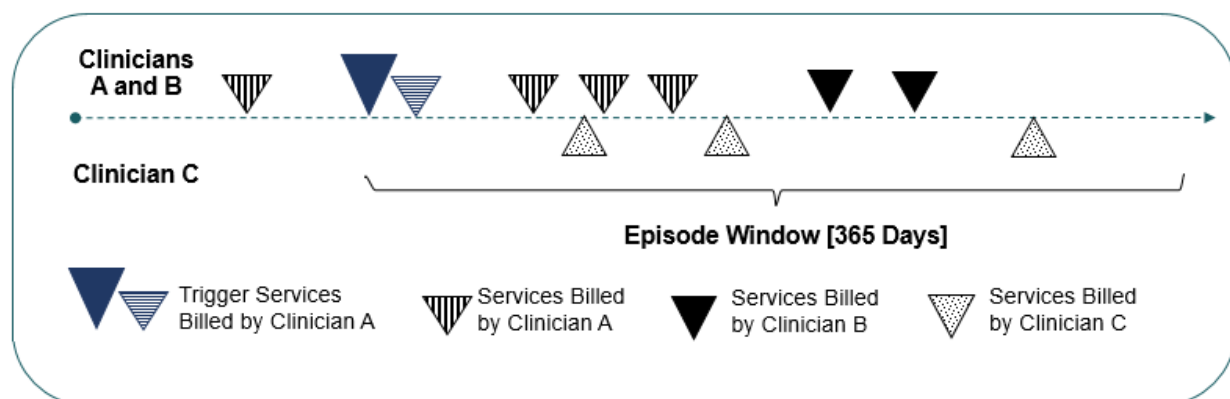 Clinicians
A and B
Clinician C
Episode Window [365 Days]
Trigger Services
Billed by Clinician A
Services Billed
by Clinician A
Services Billed
by Clinician B
Services Billed
by Clinician C